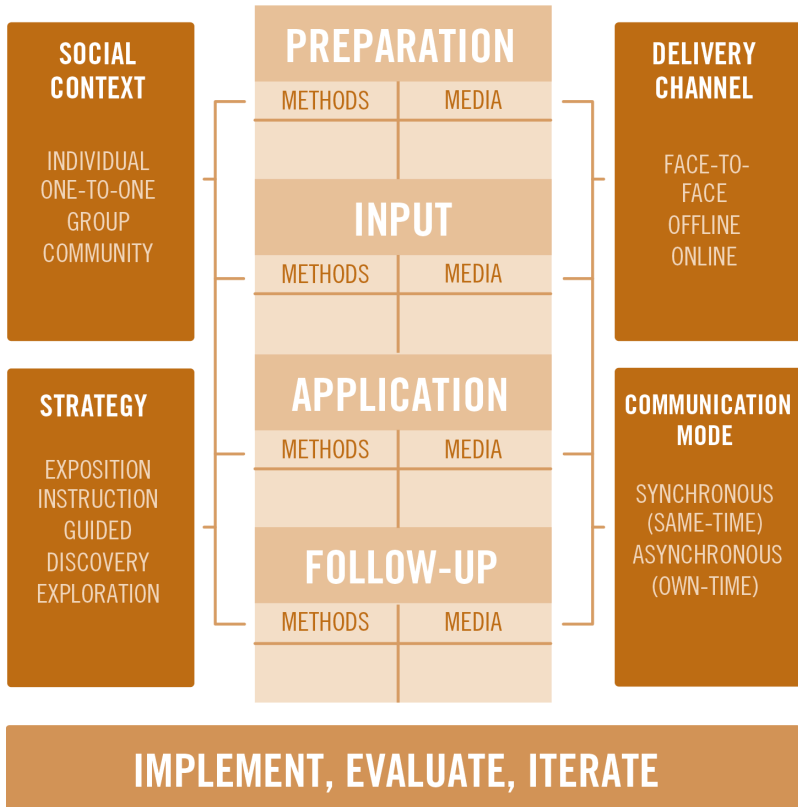 SOCIAL
CONTEXT
INDIVIDUAL
ONE-TO-ONE
GROUP
COMMUNITY
STRATEGY
EXPOSITION
INSTRUCTION
GUIDED
DISCOVERY
EXPLORATION
PREPARATION
METHODS MEDIA
INPUT
METHODS MEDIA
APPLICATION
METHODS MEDIA
FOLLOW-UP
METHODS MEDIA
DELIVERY
CHANNEL
FACE-TO-
FACE
OFFLINE
ONLINE
COMMUNICATION
MODE
SYNCHRONOUS
(SAME-TIME)
ASYNCHRONOUS
(OWN-TIME)
IMPLEMENT, EVALUATE, ITERATE